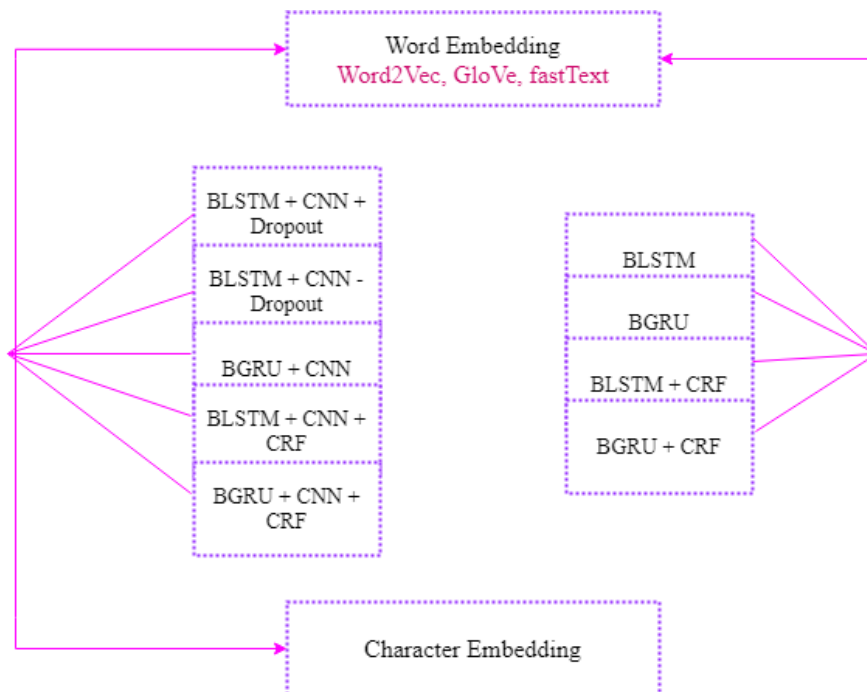 Word Embedding
Word2Vec, GloVe, fastText
BLSTM + CNN +
Dropout
BLSTM + CNN -
Dropout
BGRU + CNN
BLSTM + CNN +
CRF
BGRU + CNN +
CRF
BLSTM
BGRU
BLSTM + CRF
BGRU + CRF
Character Embedding